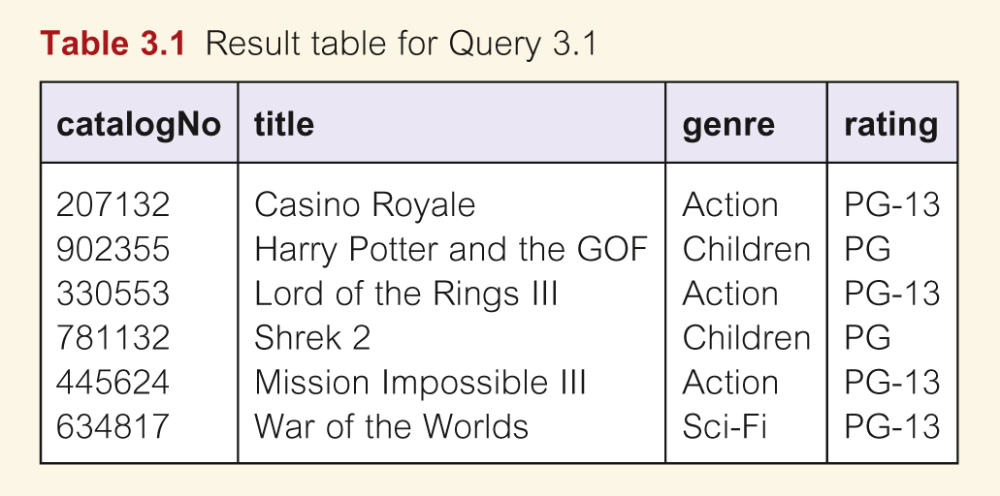 Table 3.1 Result table for Query 3.1
catalogNo title genre rating
207132 Casino Royale Action PG-13
902355 Harry Potter and the GOF Children PG
330553 Lord of the Rings III Action PG-13
781132 Shrek 2 Children PG
445624 Mission Impossible III Action PG-13
634817 War of the Worlds Sci-Fi PG-13